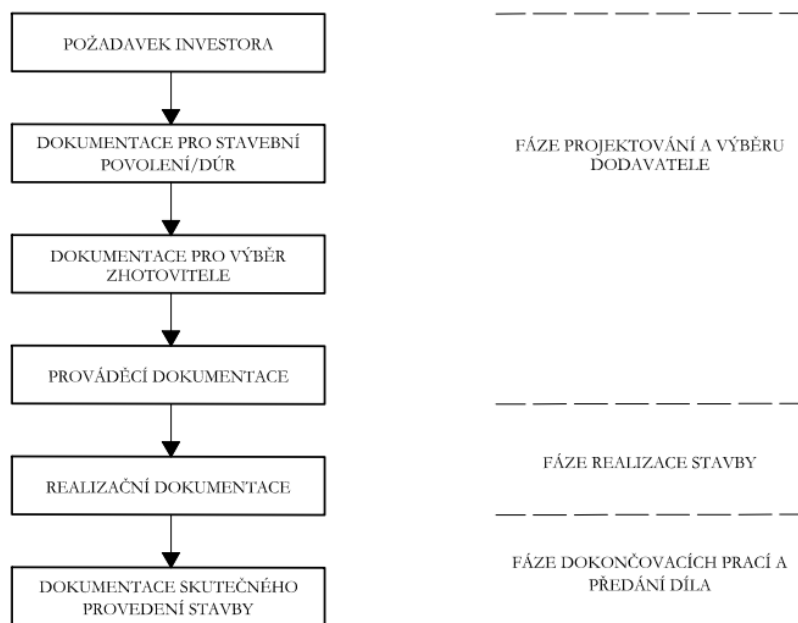 POŽADAVEK INVESTORA
DOKUMENTACE PRO STAVEBNÍ
POVOLENÍ/DÚR
FÁZE PROJEKTOVÁNÍ A VÝBĚRU
DODAVATELE
DOKUMENTACE PRO VÝBĚR
ZHOTOVITELE
PROVÁDĚCÍ DOKUMENTACE
FÁZE REALIZACE STAVBY
REALIZAČNÍ DOKUMENTACE
DOKUMENTACE SKUTEČNÉHO
PROVEDENÍ STAVBY
FÁZE DOKONČOVACÍCH PRACÍ A
PŘEDÁNÍ DÍLA